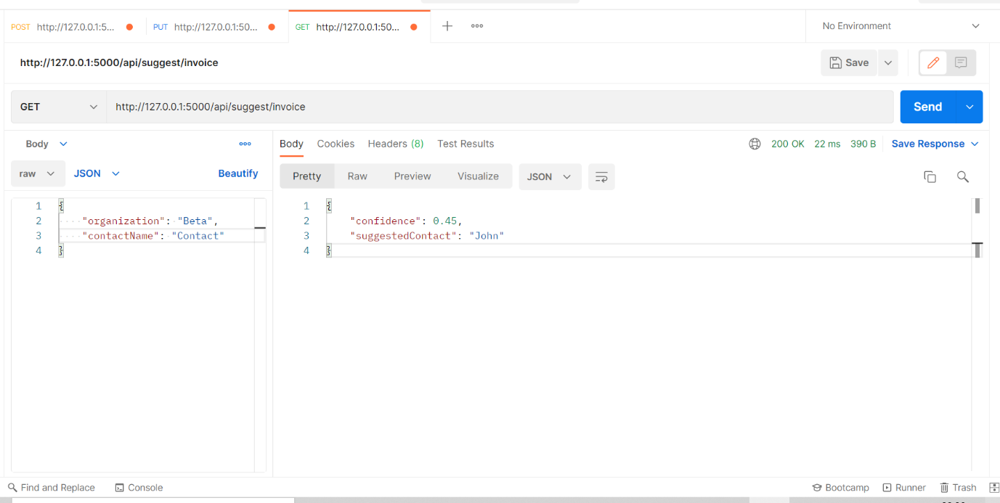 POST http://127.0.0.1:5... PUT http://127.0.0.1:50... GET http://127.0.0.1:50... No Environment
http://127.0.0.1:5000/api/suggest/invoice Save
GET http://127.0.0.1:5000/api/suggest/invoice Send
Body Body Cookies Headers (8) Test Results 200 OK 22 ms 390 B Save Response
raw JSON Beautify Pretty Raw Preview Visualize JSON
1 { 1 {
2 "organization": "Beta", 2 "confidence": 0.45,
3 "contactName": "Contact" 3 "suggestedContact": "John"
4 } 4 }
Find and Replace Console Bootcamp Runner Trash